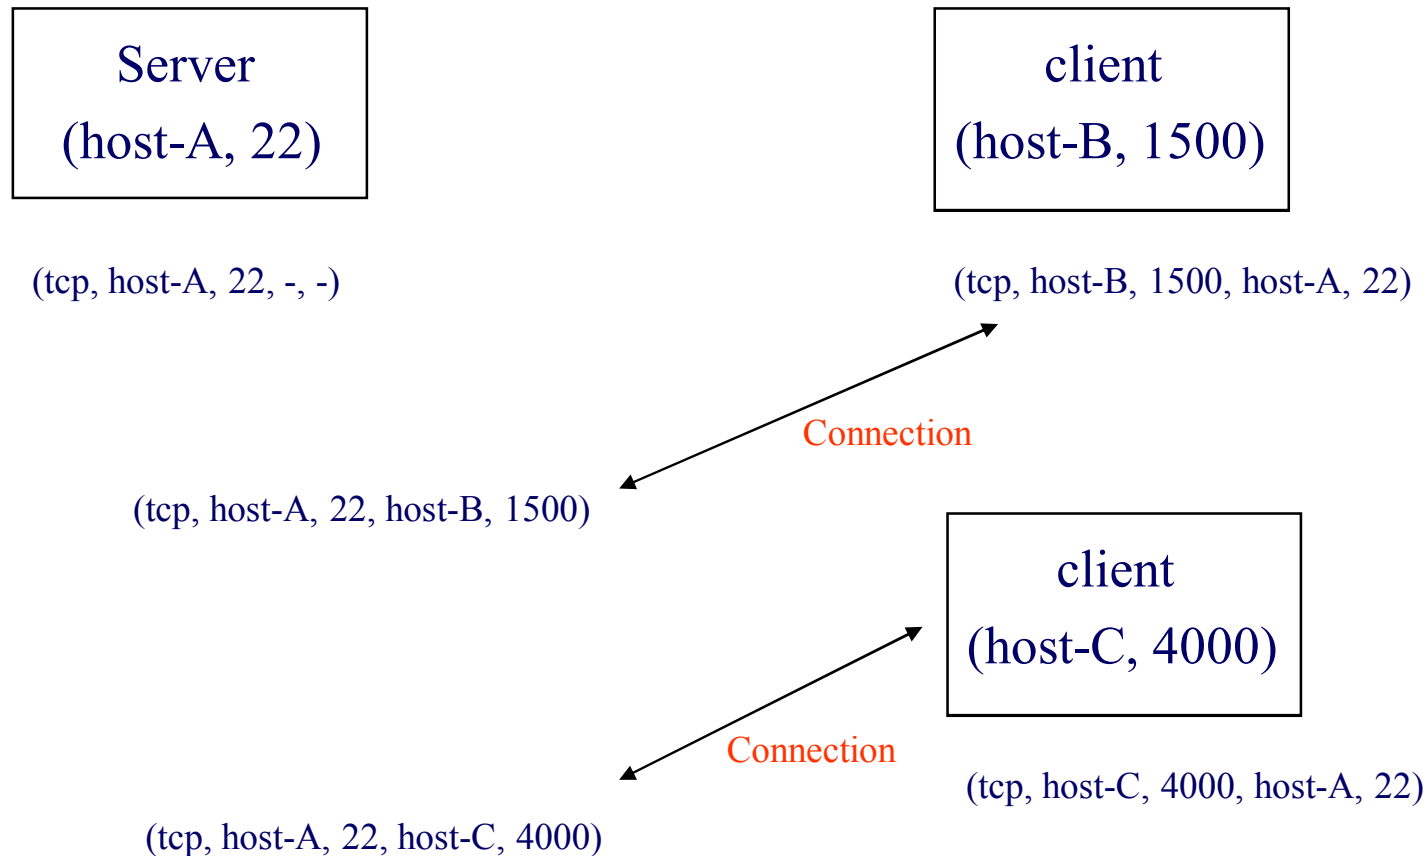 Server
(host-A, 22)
client
(host-B, 1500)
(tcp, host-A, 22, -, -)
(tcp, host-B, 1500, host-A, 22)
Connection
(tcp, host-A, 22, host-B, 1500)
client
(host-C, 4000)
Connection
(tcp, host-C, 4000, host-A, 22)
(tcp, host-A, 22, host-C, 4000)